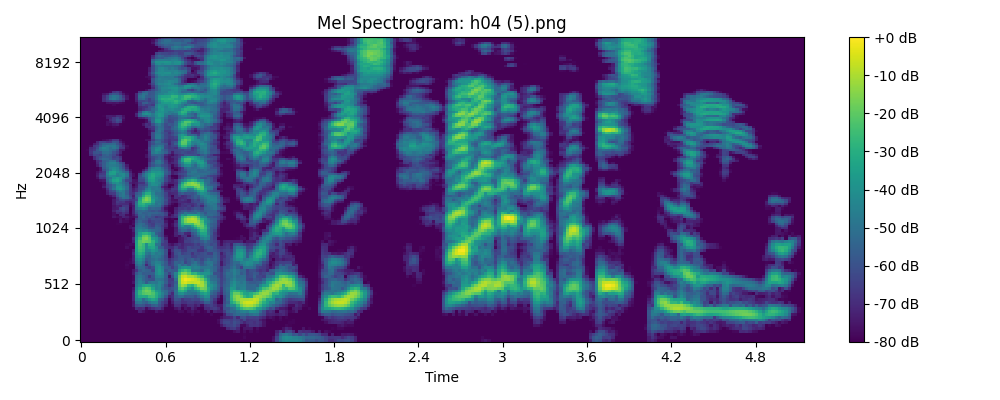 Mel Spectrogram: h04 (5).png
Hz
8192
4096
2048
1024
512
0
0 0.6 1.2 1.8 2.4 3 3.6 4.2 4.8
Time
+0 dB
-10 dB
-20 dB
-30 dB
-40 dB
-50 dB
-60 dB
-70 dB
-80 dB